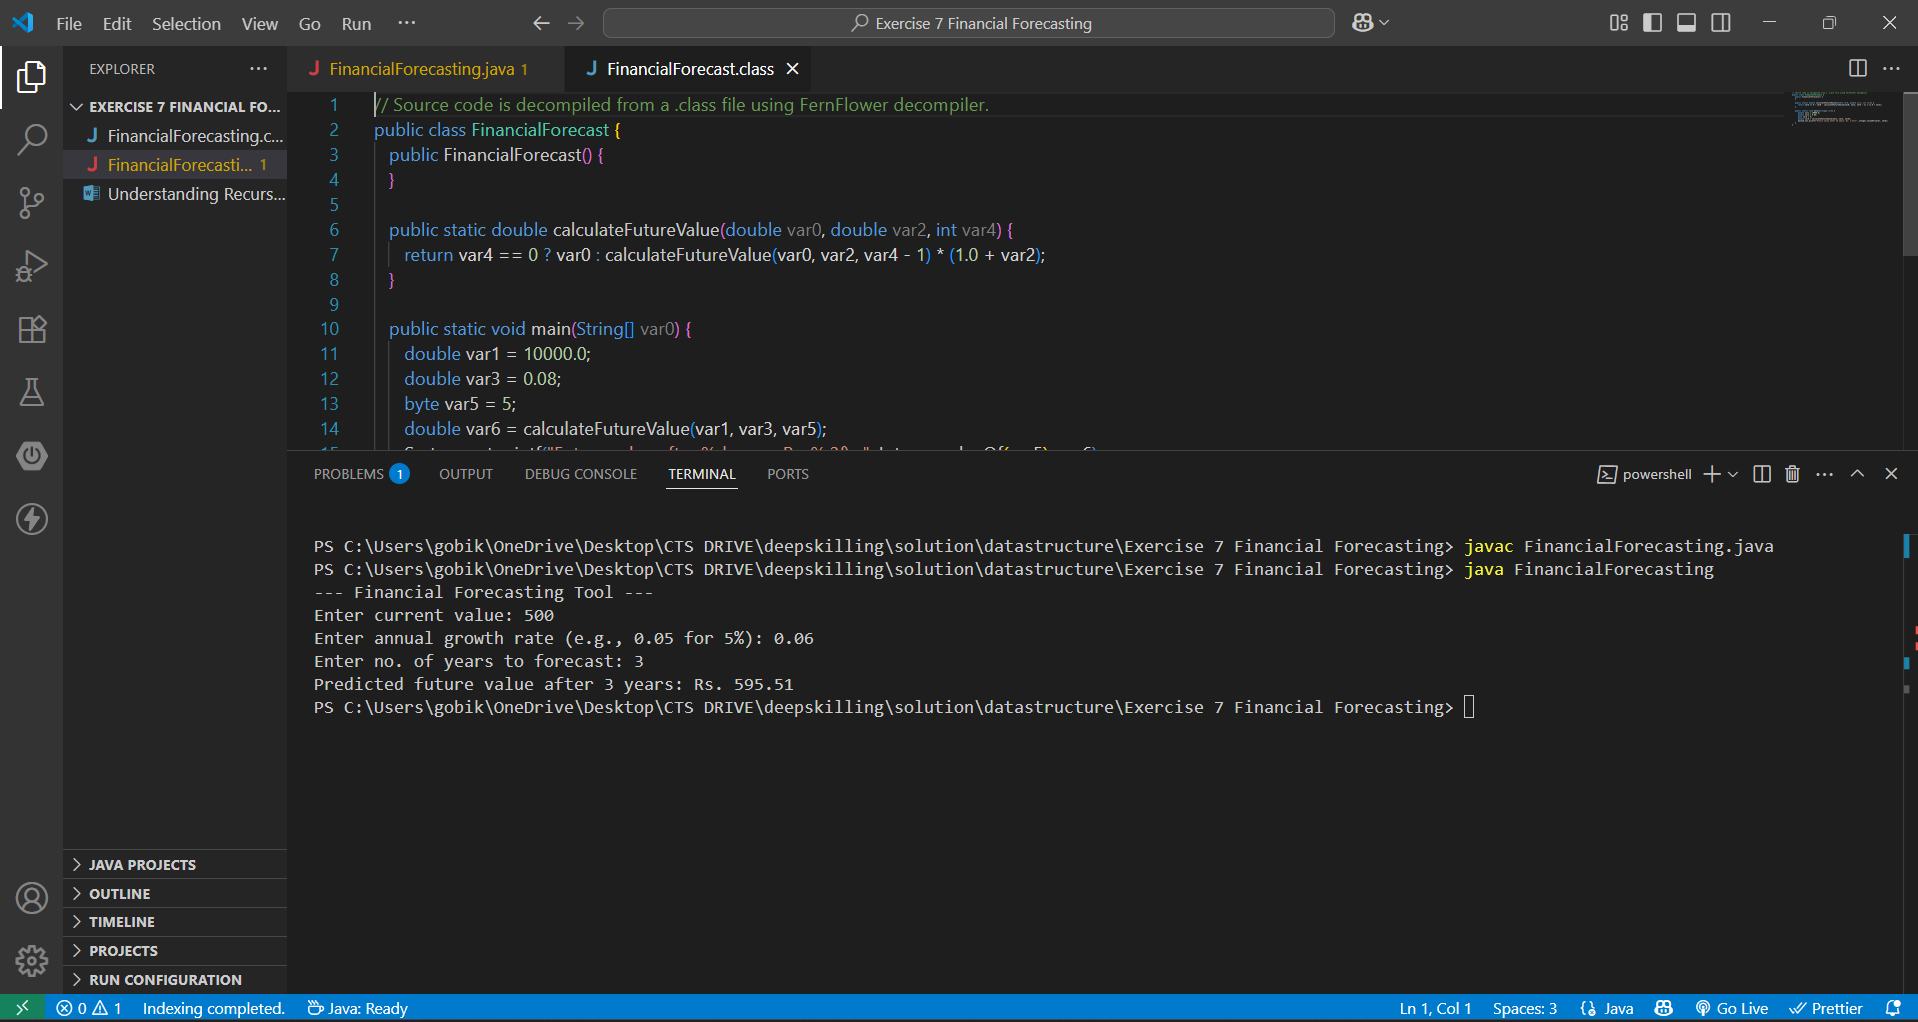 File Edit Selection View Go Run ··· Exercise 7 Financial Forecasting
EXPLORER ···
EXERCISE 7 FINANCIAL FO...
FinancialForecasting.c...
FinancialForecasti... 1
Understanding Recurs...
JAVA PROJECTS
OUTLINE
TIMELINE
PROJECTS
RUN CONFIGURATION
FinancialForecasting.java 1 FinancialForecast.class
1 // Source code is decompiled from a .class file using FernFlower decompiler.
2 public class FinancialForecast {
3 public FinancialForecast() {
4 }
5
6 public static double calculateFutureValue(double var0, double var2, int var4) {
7 return var4 == 0 ? var0 : calculateFutureValue(var0, var2, var4 - 1) * (1.0 + var2);
8 }
9
10 public static void main(String[] var0) {
11 double var1 = 10000.0;
12 double var3 = 0.08;
13 byte var5 = 5;
14 double var6 = calculateFutureValue(var1, var3, var5);
PROBLEMS 1 OUTPUT DEBUG CONSOLE TERMINAL PORTS powershell
PS C:\Users\gobik\OneDrive\Desktop\CTS DRIVE\deepskilling\solution\datastructure\Exercise 7 Financial Forecasting> javac FinancialForecasting.java
PS C:\Users\gobik\OneDrive\Desktop\CTS DRIVE\deepskilling\solution\datastructure\Exercise 7 Financial Forecasting> java FinancialForecasting
--- Financial Forecasting Tool ---
Enter current value: 500
Enter annual growth rate (e.g., 0.05 for 5%): 0.06
Enter no. of years to forecast: 3
Predicted future value after 3 years: Rs. 595.51
PS C:\Users\gobik\OneDrive\Desktop\CTS DRIVE\deepskilling\solution\datastructure\Exercise 7 Financial Forecasting>
0 1 Indexing completed. Java: Ready Ln 1, Col 1 Spaces: 3 Java Go Live Prettier